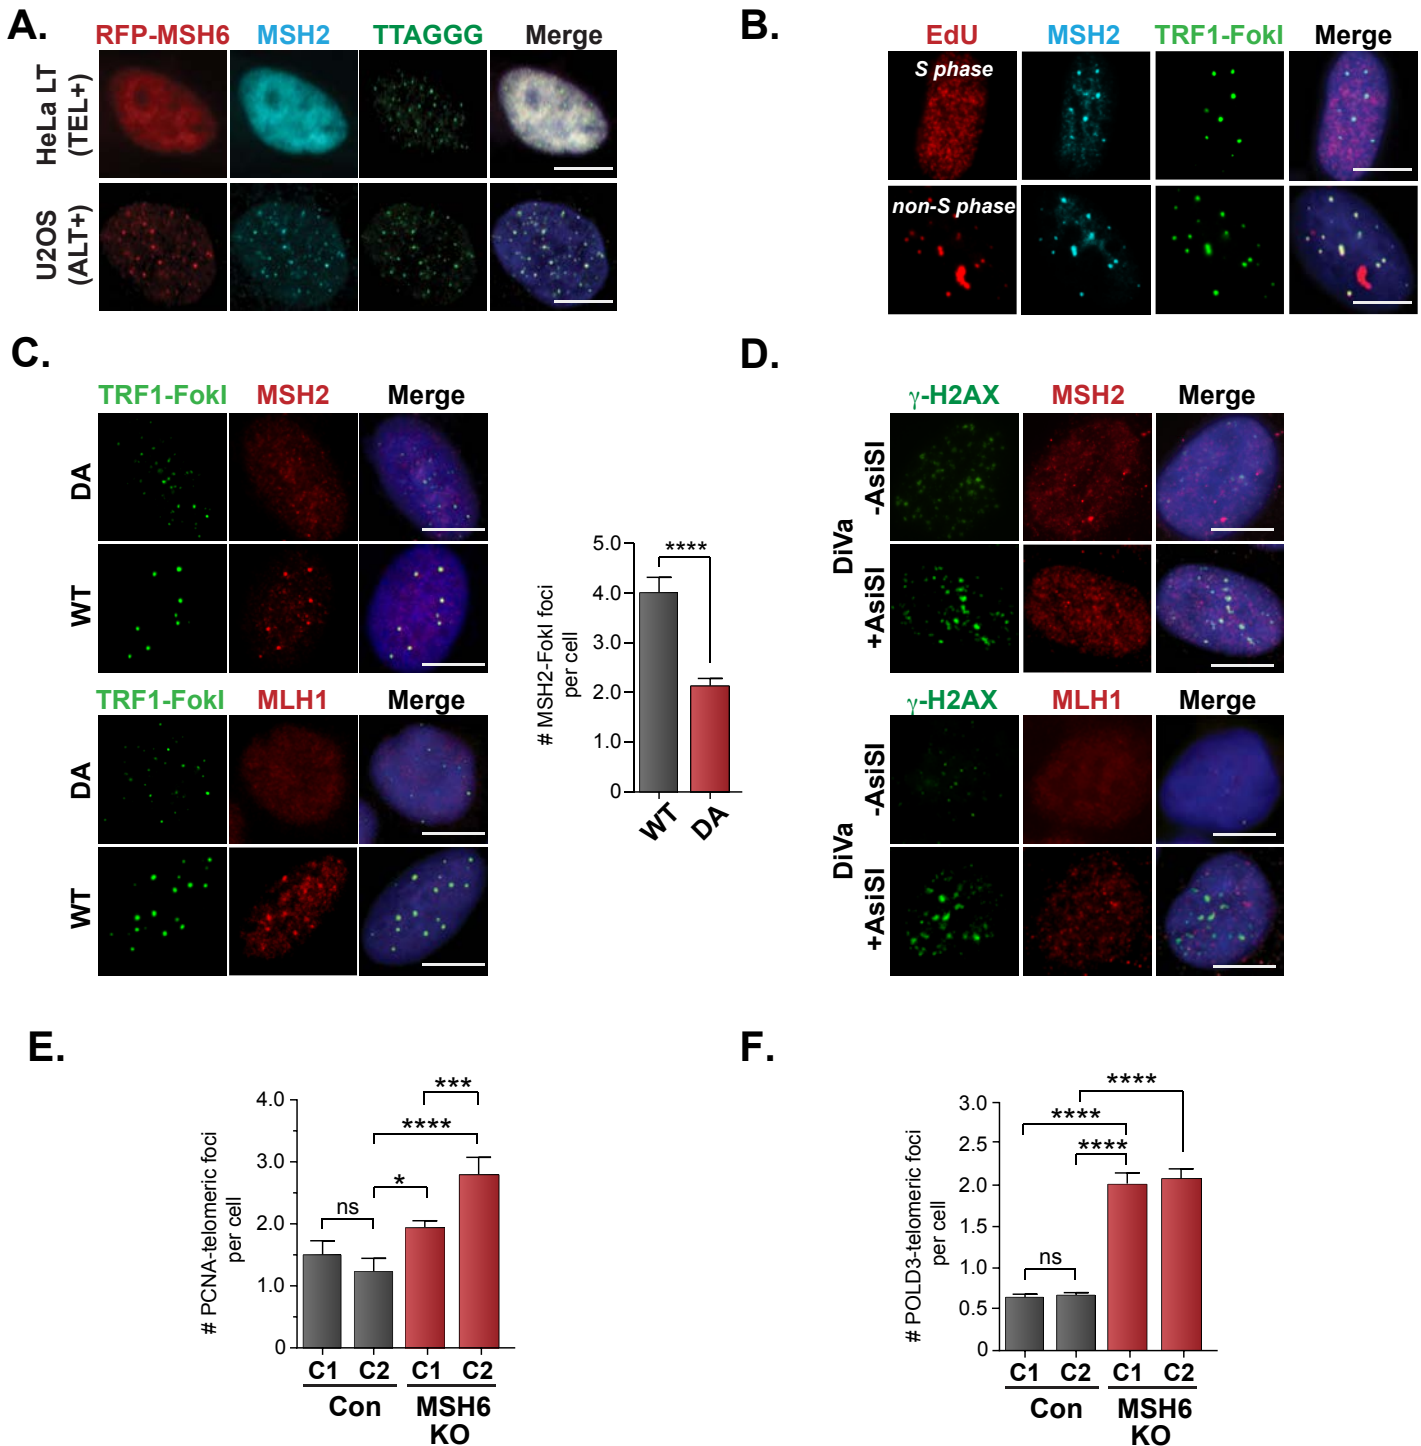 A.
RFP-MSH6 MSH2 TTAGGG Merge
HeLa LT
(TEL+)
U2OS
(ALT+)
B.
EdU MSH2 TRF1-FokI Merge
S phase
non-S phase
C.
TRF1-FokI MSH2 Merge
DA
WT
TRF1-FokI MLH1 Merge
DA
WT
# MSH2-FokI foci
per cell
5.0
4.0
3.0
2.0
1.0
0
****
WT DA
D.
γ-H2AX MSH2 Merge
DiVa
-AsiSI
+AsiSI
γ-H2AX MLH1 Merge
DiVa
-AsiSI
+AsiSI
E.
# PCNA-telomeric foci
per cell
4.0
3.0
2.0
1.0
0
***
****
*
ns
C1 C2 C1 C2
Con MSH6
KO
F.
# POLD3-telomeric foci
per cell
3.0
2.5
2.0
1.5
1.0
0.5
0
****
****
****
ns
C1 C2 C1 C2
Con MSH6
KO